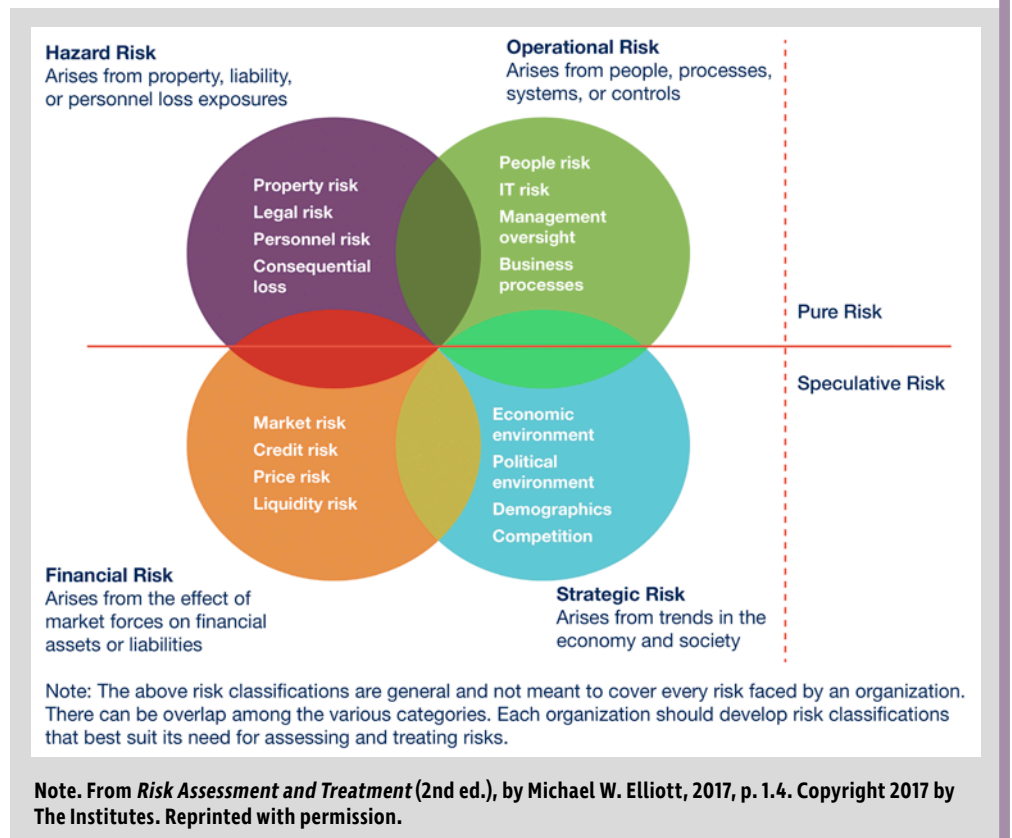 Hazard Risk
Arises from property, liability,
or personnel loss exposures
Operational Risk
Arises from people, processes,
systems, or controls
Property risk
Legal risk
Personnel risk
Consequential
loss
People risk
IT risk
Management
oversight
Business
processes
Pure Risk
Speculative Risk
Market risk
Credit risk
Price risk
Liquidity risk
Economic
environment
Political
environment
Demographics
Competition
Financial Risk
Arises from the effect of
market forces on financial
assets or liabilities
Strategic Risk
Arises from trends in the
economy and society
Note: The above risk classifications are general and not meant to cover every risk faced by an organization.
There can be overlap among the various categories. Each organization should develop risk classifications
that best suit its need for assessing and treating risks.
Note. From Risk Assessment and Treatment (2nd ed.), by Michael W. Elliott, 2017, p. 1.4. Copyright 2017 by
The Institutes. Reprinted with permission.